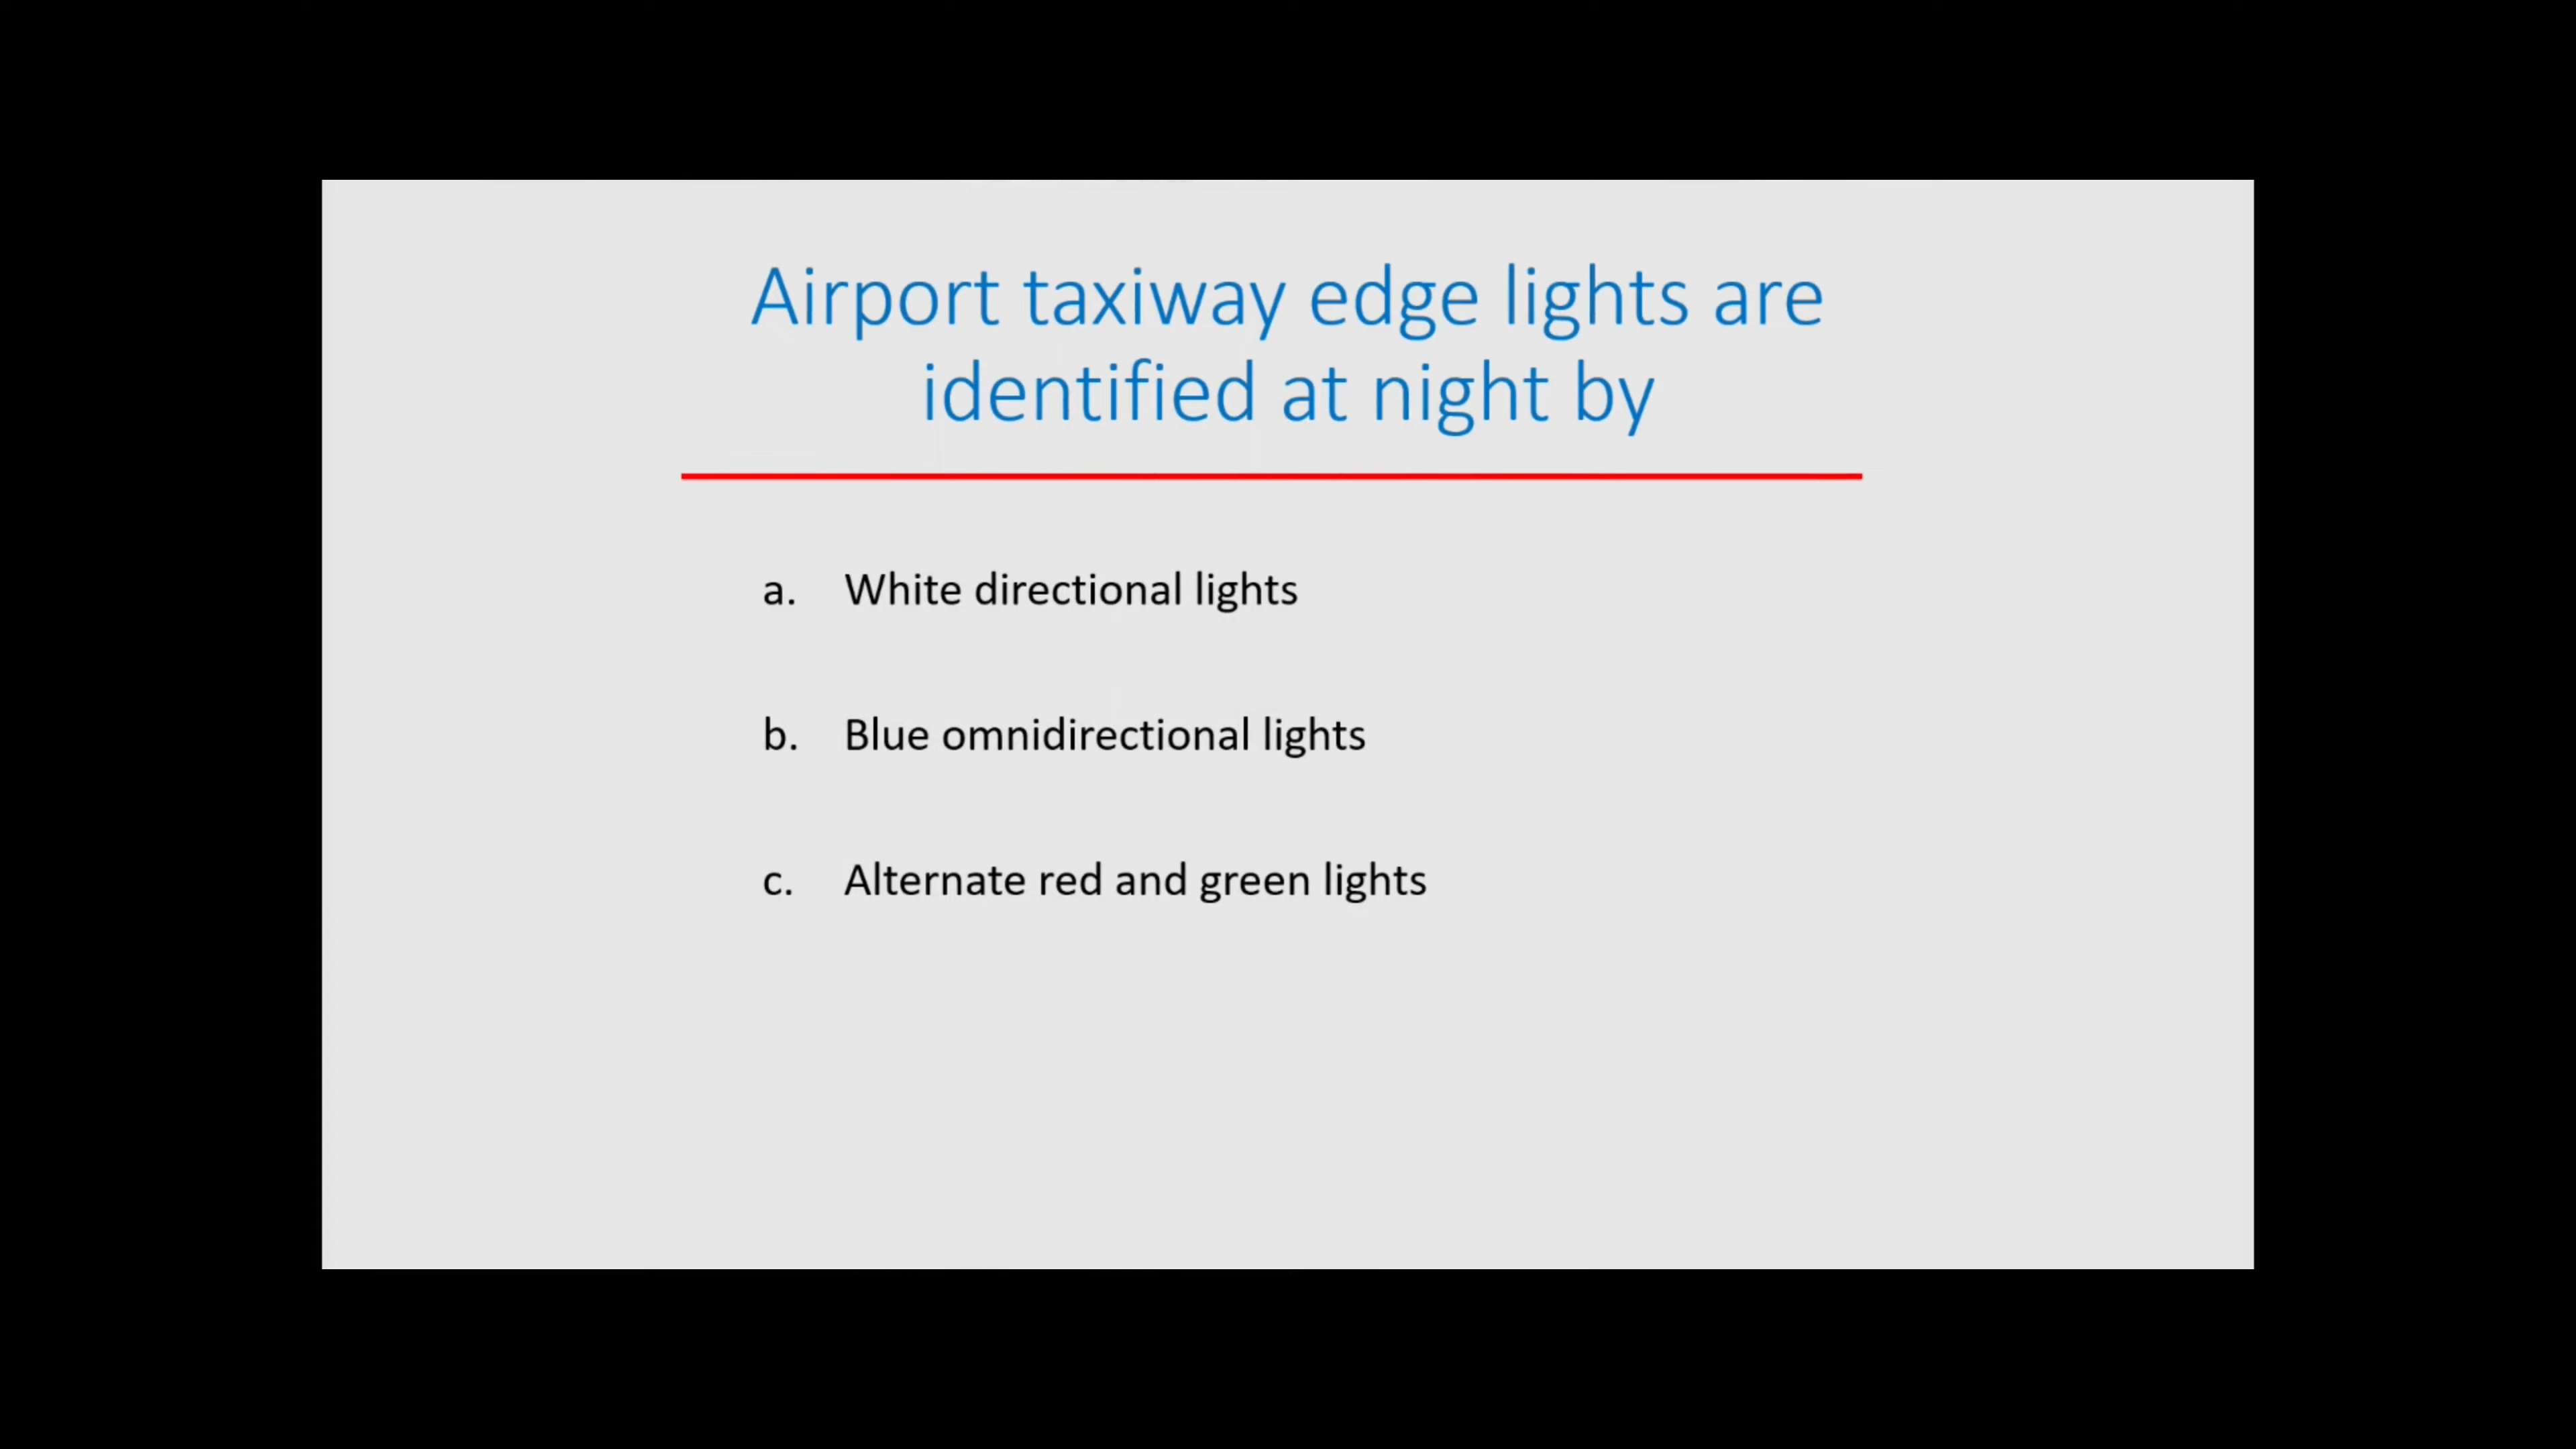 Airport taxiway edge lights are
identified at night by
a. White directional lights
b. Blue omnidirectional lights
c. Alternate red and green lights